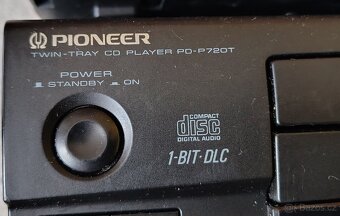 PIONEER
TWIN-TRAY CD PLAYER PD-P720T
POWER
STANDBY ON
COMPACT
disc
DIGITAL AUDIO
1-BIT·DLC